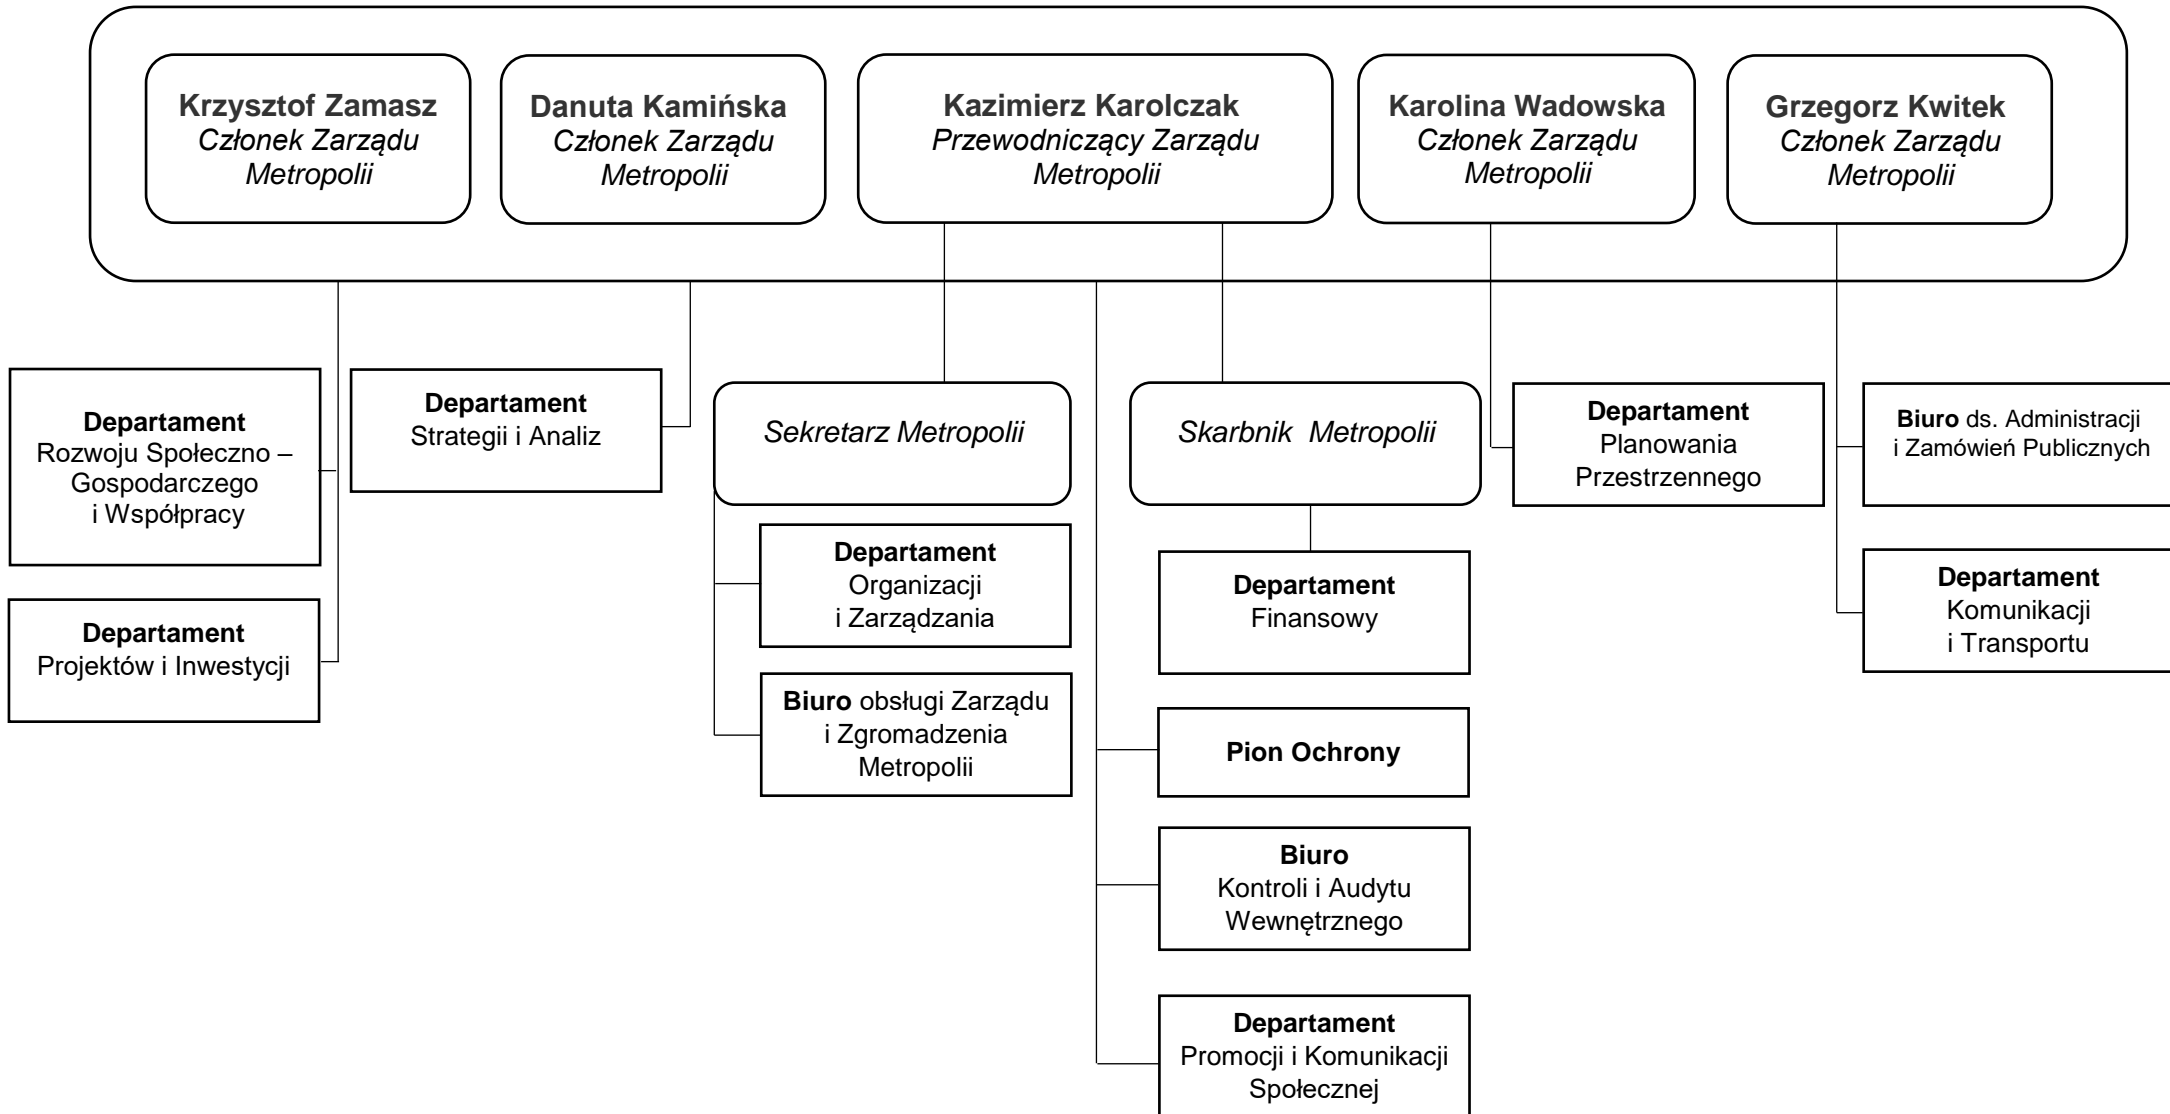 Krzysztof Zamasz
Członek Zarządu
Metropolii
Danuta Kamińska
Członek Zarządu
Metropolii
Kazimierz Karolczak
Przewodniczący Zarządu
Metropolii
Karolina Wadowska
Członek Zarządu
Metropolii
Grzegorz Kwitek
Członek Zarządu
Metropolii
Departament
Rozwoju Społeczno –
Gospodarczego
i Współpracy
Departament
Projektów i Inwestycji
Departament
Strategii i Analiz
Sekretarz Metropolii
Departament
Organizacji
i Zarządzania
Biuro obsługi Zarządu
i Zgromadzenia
Metropolii
Skarbnik Metropolii
Departament
Finansowy
Pion Ochrony
Biuro
Kontroli i Audytu
Wewnętrznego
Departament
Promocji i Komunikacji
Społecznej
Departament
Planowania
Przestrzennego
Biuro ds. Administracji
i Zamówień Publicznych
Departament
Komunikacji
i Transportu